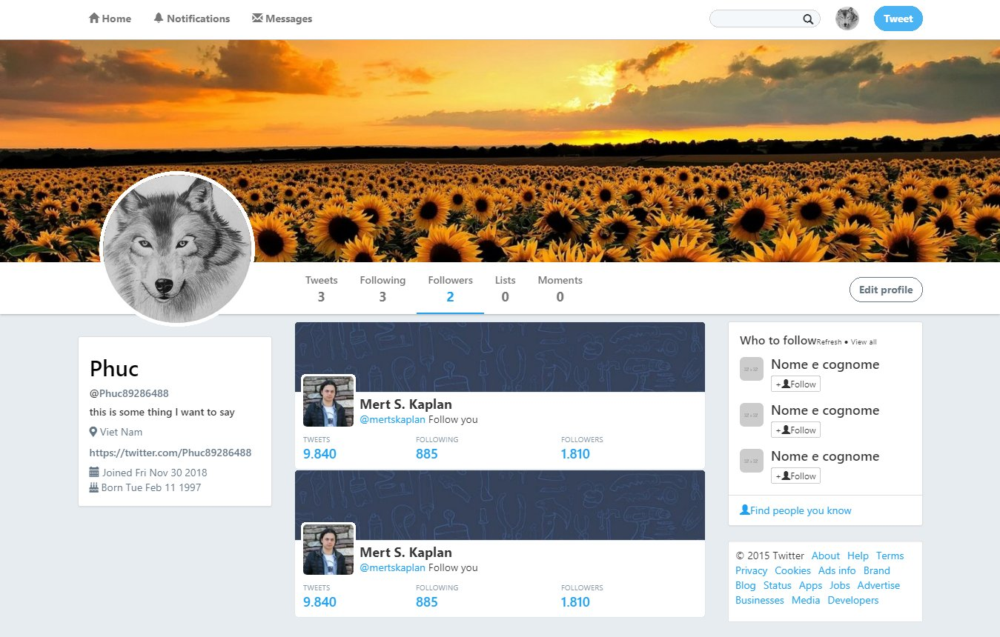 Home Notifications Messages Tweet
Tweets Following Followers Lists Moments
3 3 2 0 0
Edit profile
Phuc
@Phuc89286488
this is some thing I want to say
Viet Nam
https://twitter.com/Phuc89286488
Joined Fri Nov 30 2018
Born Tue Feb 11 1997
Mert S. Kaplan
@mertskaplan Follow you
TWEETS FOLLOWING FOLLOWERS
9.840 885 1.810
Mert S. Kaplan
@mertskaplan Follow you
TWEETS FOLLOWING FOLLOWERS
9.840 885 1.810
Who to follow Refresh • View all
32 x 32
Nome e cognome
+ Follow
32 x 32
Nome e cognome
+ Follow
32 x 32
Nome e cognome
+ Follow
Find people you know
© 2015 Twitter About Help Terms
Privacy Cookies Ads info Brand
Blog Status Apps Jobs Advertise
Businesses Media Developers